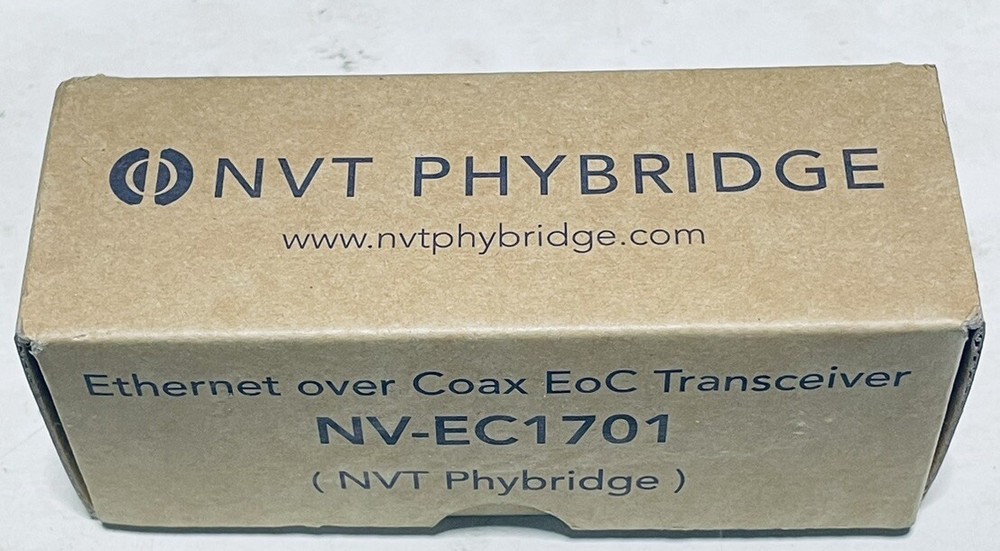 NVT PHYBRIDGE
www.nvtphybridge.com
Ethernet over Coax EoC Transceiver
NV-EC1701
( NVT Phybridge )